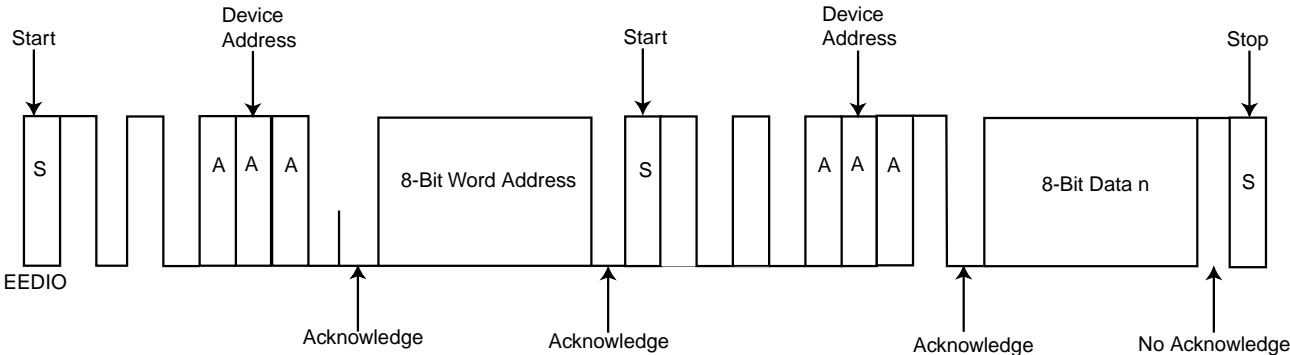 Start
Device
Address
Start
Device
Address
Stop
S
A
A
A
8-Bit Word Address
S
A
A
A
8-Bit Data n
S
EEDIO
Acknowledge
Acknowledge
Acknowledge
No Acknowledge